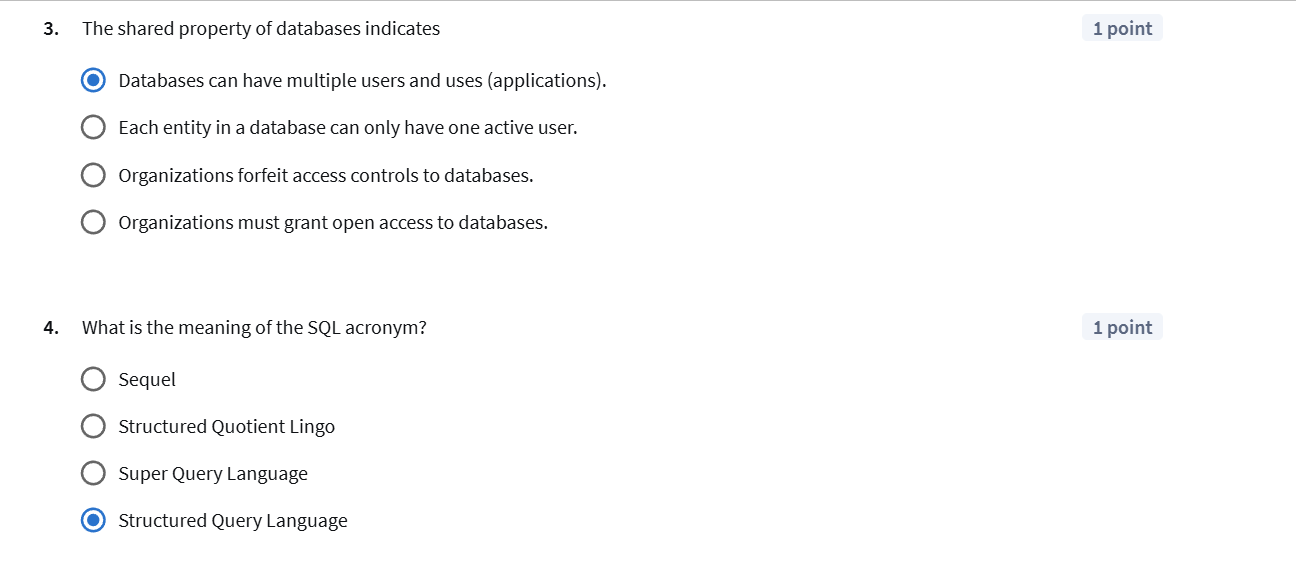 3. The shared property of databases indicates 1 point
Databases can have multiple users and uses (applications).
Each entity in a database can only have one active user.
Organizations forfeit access controls to databases.
Organizations must grant open access to databases.
4. What is the meaning of the SQL acronym? 1 point
Sequel
Structured Quotient Lingo
Super Query Language
Structured Query Language